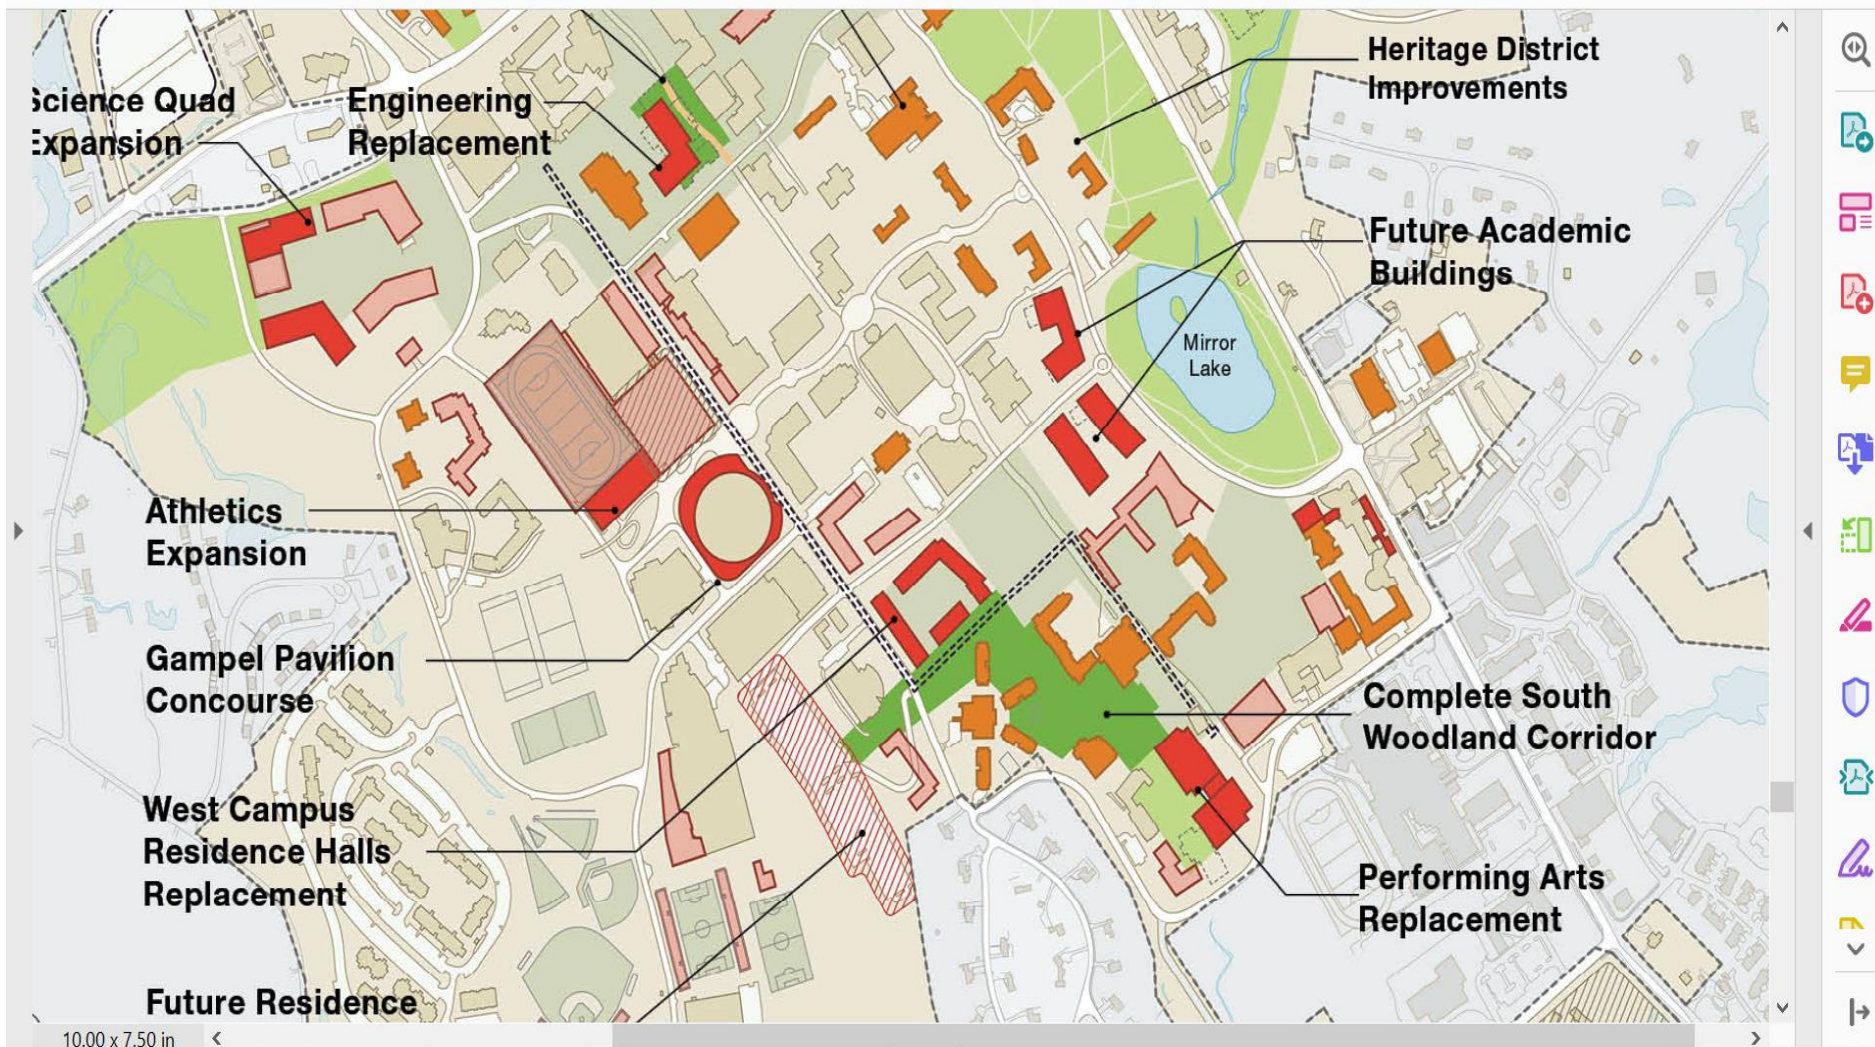 Heritage District
Improvements
Science Quad
Expansion
Engineering
Replacement
Future Academic
Buildings
Mirror
Lake
Athletics
Expansion
Gampel Pavilion
Concourse
Complete South
Woodland Corridor
West Campus
Residence Halls
Replacement
Performing Arts
Replacement
Future Residence
10.00 x 7.50 in